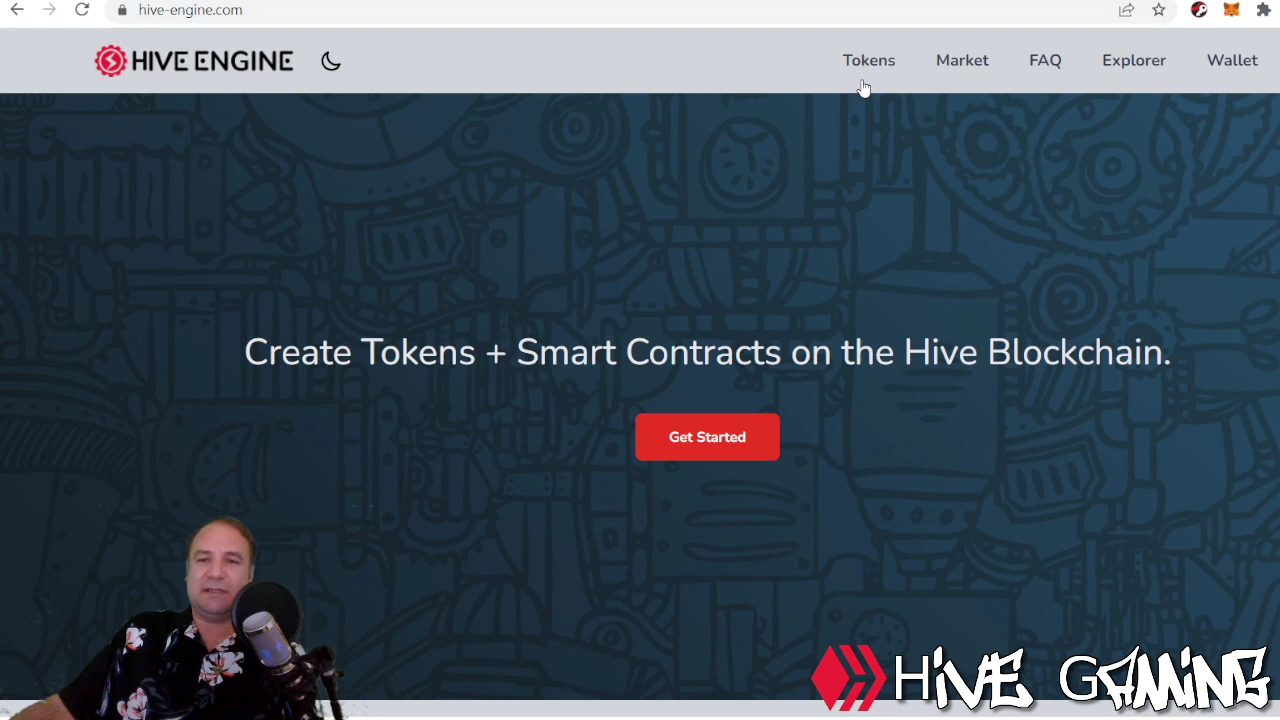 hive-engine.com
HIVE ENGINE
Tokens Market FAQ Explorer Wallet
Create Tokens + Smart Contracts on the Hive Blockchain.
Get Started
HiVE GAMiNG